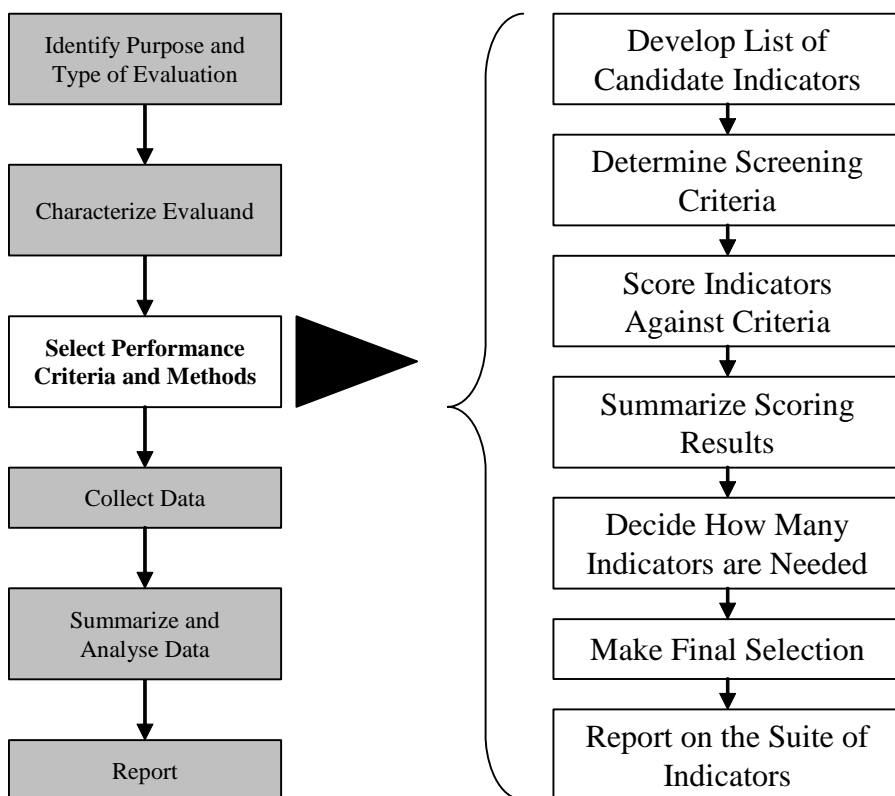 Identify Purpose and
Type of Evaluation
Characterize Evaluand
Select Performance
Criteria and Methods
Collect Data
Summarize and
Analyse Data
Report
Develop List of
Candidate Indicators
Determine Screening
Criteria
Score Indicators
Against Criteria
Summarize Scoring
Results
Decide How Many
Indicators are Needed
Make Final Selection
Report on the Suite of
Indicators